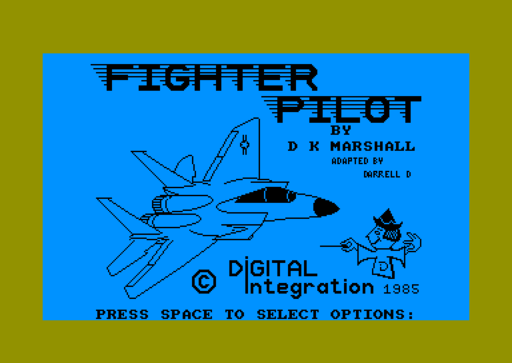 FIGHTER
PILOT
BY
D K MARSHALL
ADAPTED BY
DARRELL D
D
© DIGITAL
Integration 1985
PRESS SPACE TO SELECT OPTIONS: